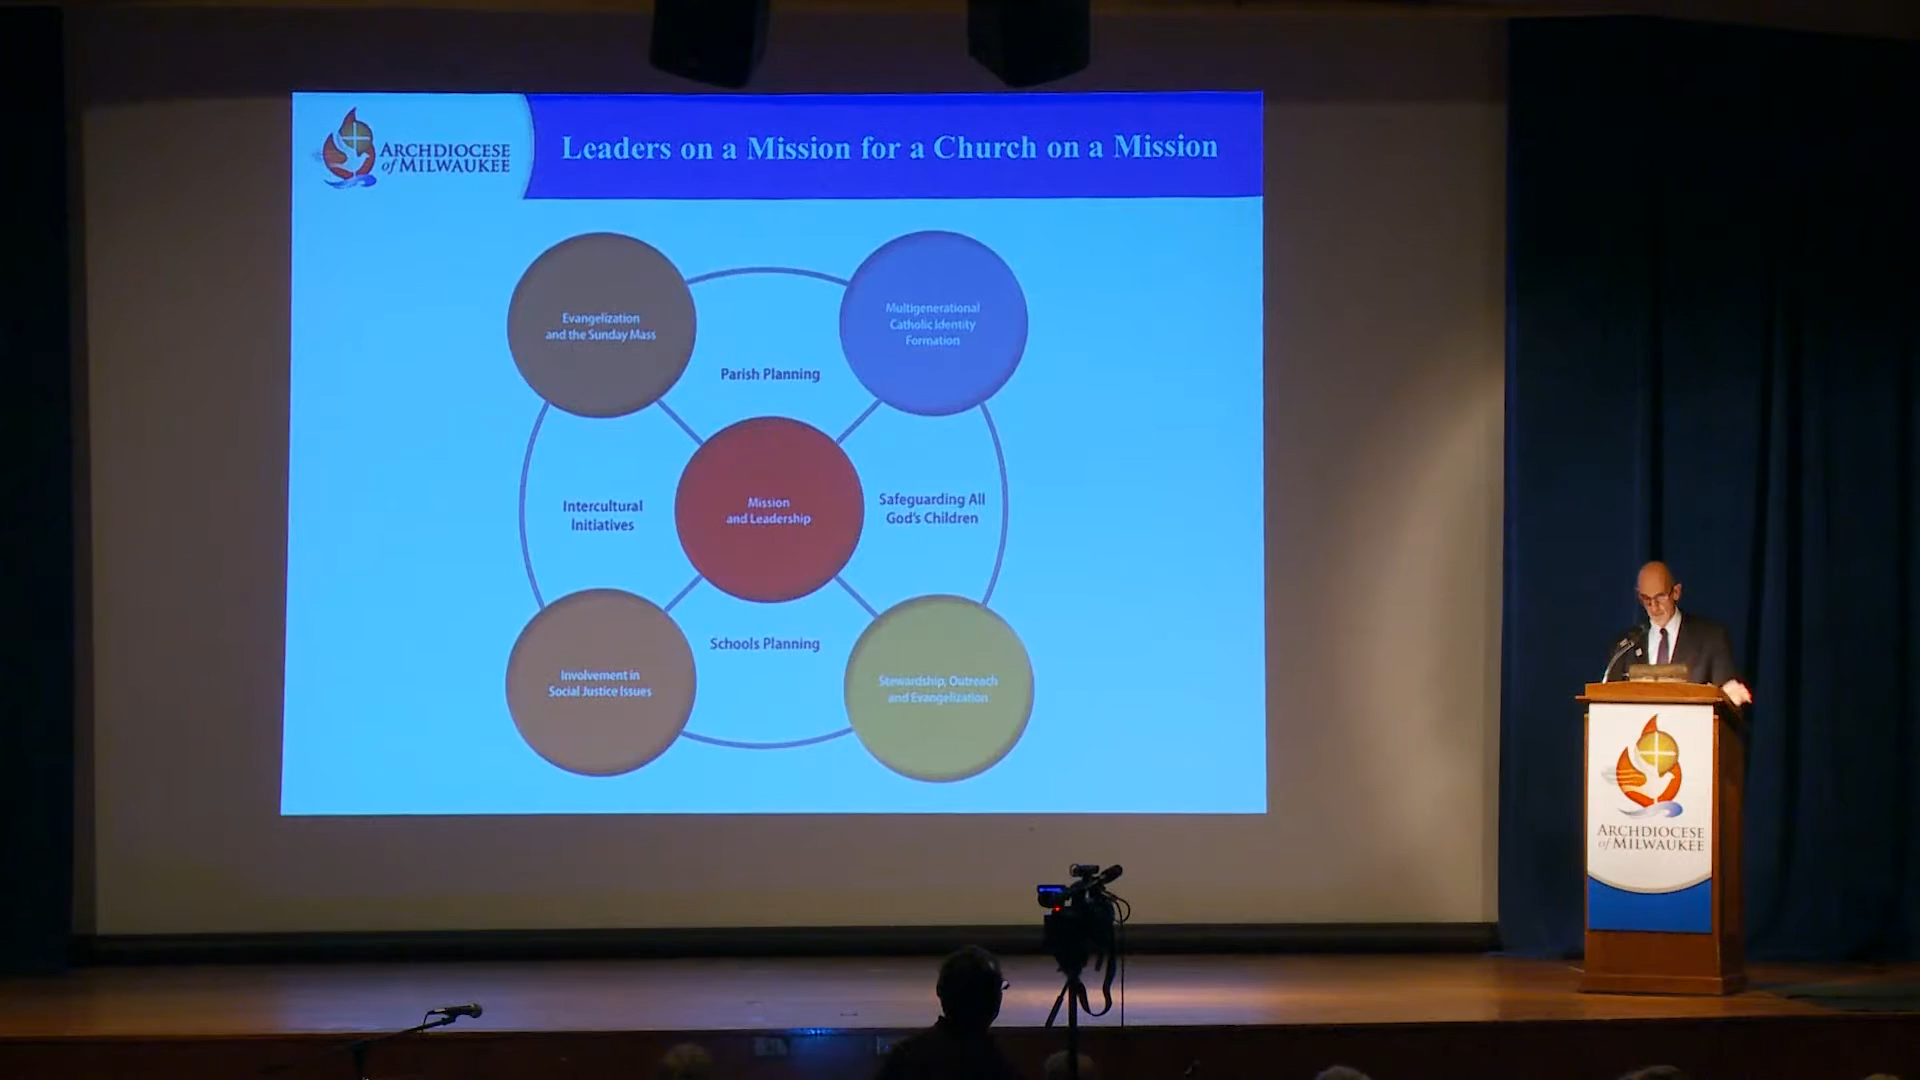 ARCHDIOCESE
of MILWAUKEE
Leaders on a Mission for a Church on a Mission
Evangelization
and the Sunday Mass
Multigenerational
Catholic Identity
Formation
Parish Planning
Intercultural
Initiatives
Mission
and Leadership
Safeguarding All
God's Children
Schools Planning
Involvement in
Social Justice Issues
Stewardship, Outreach
and Evangelization
ARCHDIOCESE
of MILWAUKEE